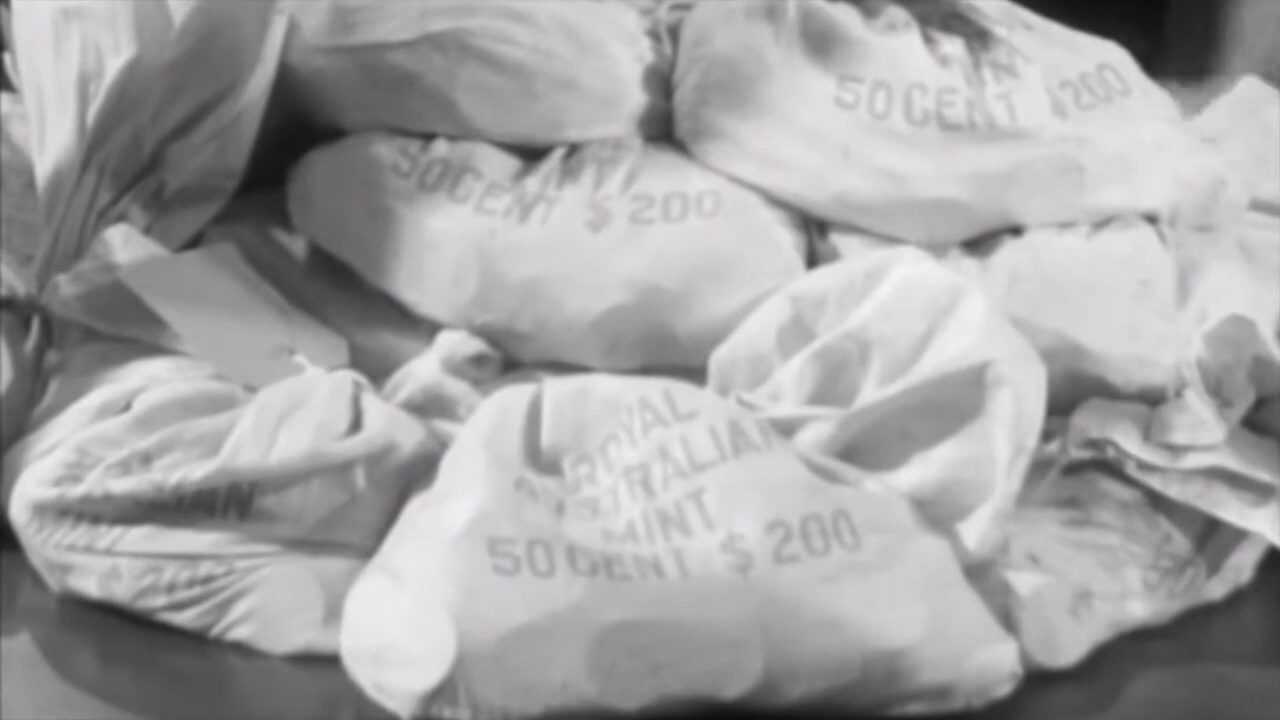 50 CENT $200
50 CENT $200
ROYAL
AUSTRALIAN
MINT
50 CENT $200